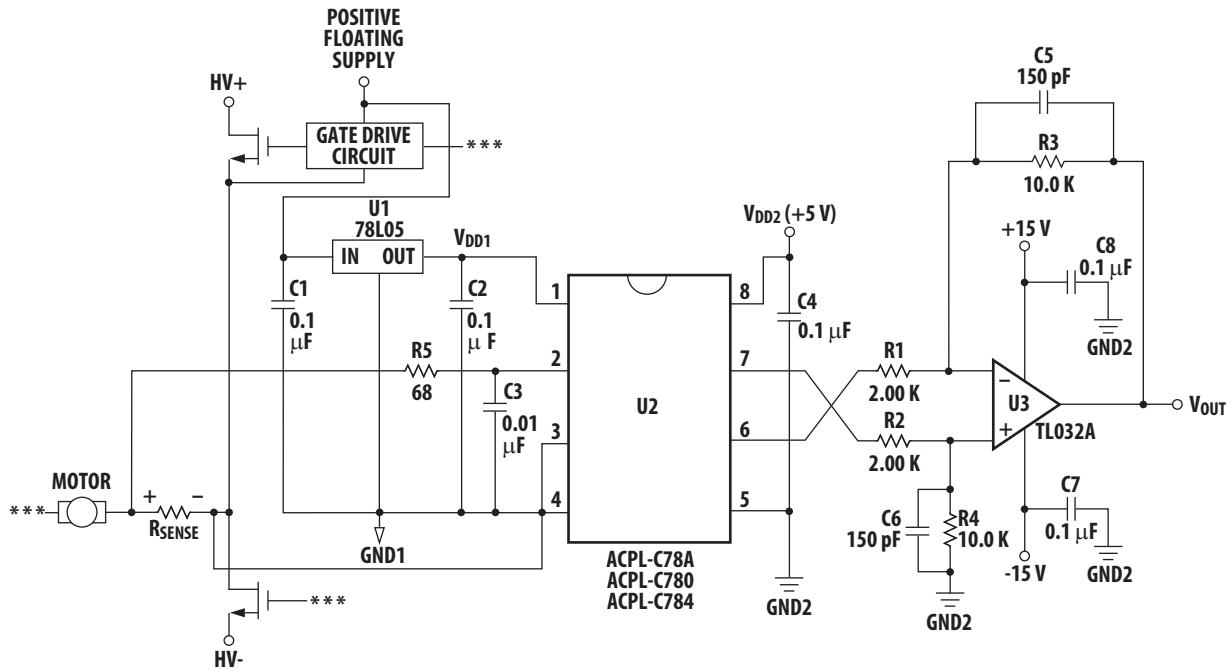 POSITIVE
FLOATING
SUPPLY
HV+
GATE DRIVE
CIRCUIT
***
U1
78L05
IN OUT
VDD1
C1
0.1
μF
C2
0.1
μF
R5
68
C3
0.01
μF
MOTOR
***
+
-
RSENSE
GND1
***
HV-
1
2
3
4
8
7
6
5
U2
ACPL-C78A
ACPL-C780
ACPL-C784
VDD2 (+5 V)
C4
0.1 μF
GND2
R1
2.00 K
R2
2.00 K
C5
150 pF
R3
10.0 K
+15 V
C8
0.1 μF
GND2
−
+
U3
TL032A
VOUT
C6
150 pF
R4
10.0 K
GND2
C7
0.1 μF
-15 V
GND2